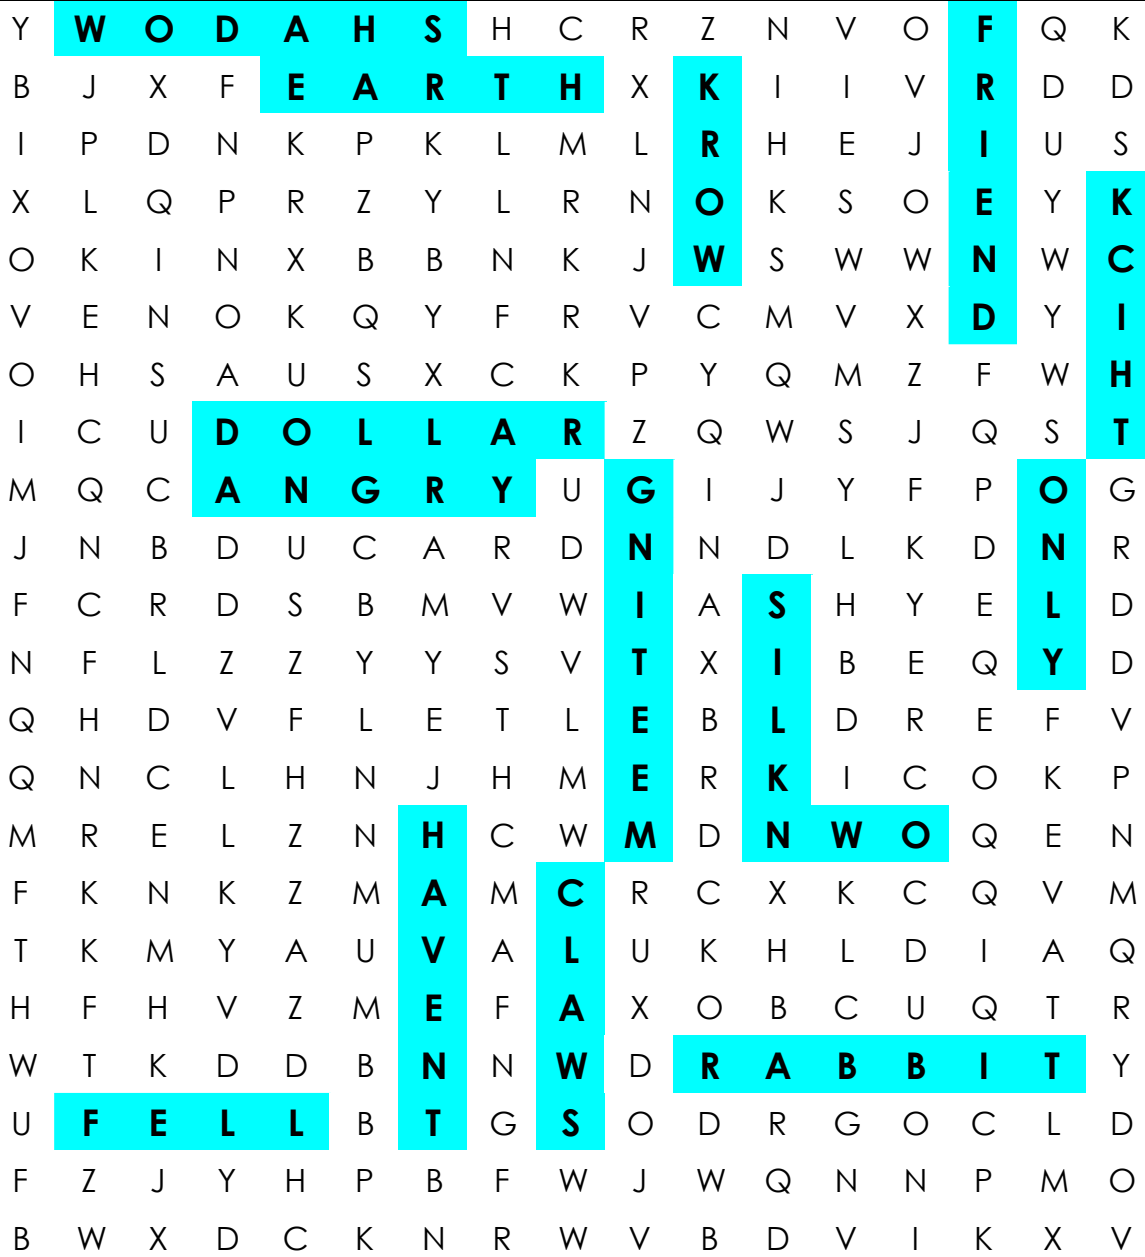 Y W O D A H S H C R Z N V O F Q K
B J X F E A R T H X K I I V R D D
I P D N K P K L M L R H E J I U S
X L Q P R Z Y L R N O K S O E Y K
O K I N X B B N K J W S W W N W C
V E N O K Q Y F R V C M V X D Y I
O H S A U S X C K P Y Q M Z F W H
I C U D O L L A R Z Q W S J Q S T
M Q C A N G R Y U G I J Y F P O G
J N B D U C A R D N N D L K D N R
F C R D S B M V W I A S H Y E L D
N F L Z Z Y Y S V T X I B E Q Y D
Q H D V F L E T L E B L D R E F V
Q N C L H N J H M E R K I C O K P
M R E L Z N H C W M D N W O Q E N
F K N K Z M A M C R C X K C Q V M
T K M Y A U V A L U K H L D I A Q
H F H V Z M E F A X O B C U Q T R
W T K D D B N N W D R A B B I T Y
U F E L L B T G S O D R G O C L D
F Z J Y H P B F W J W Q N N P M O
B W X D C K N R W V B D V I K X V